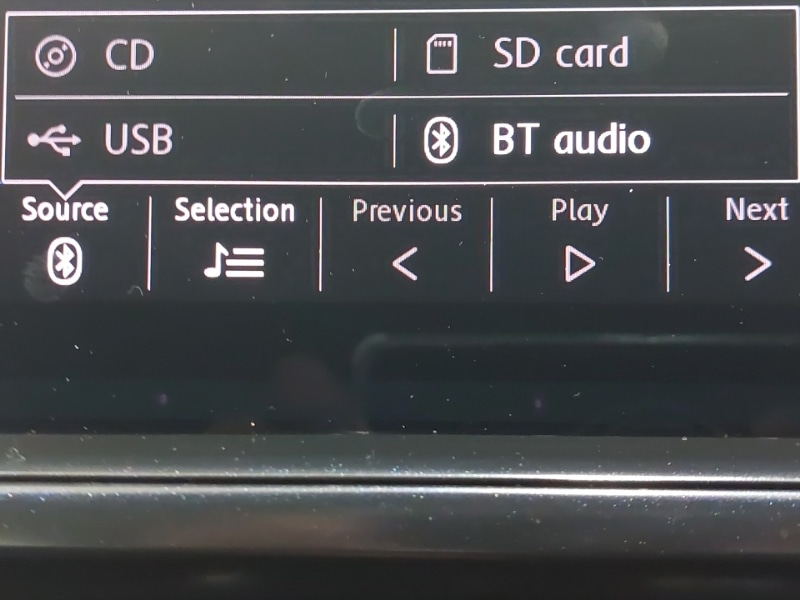 CD SD card
USB BT audio
Source Selection Previous Play Next